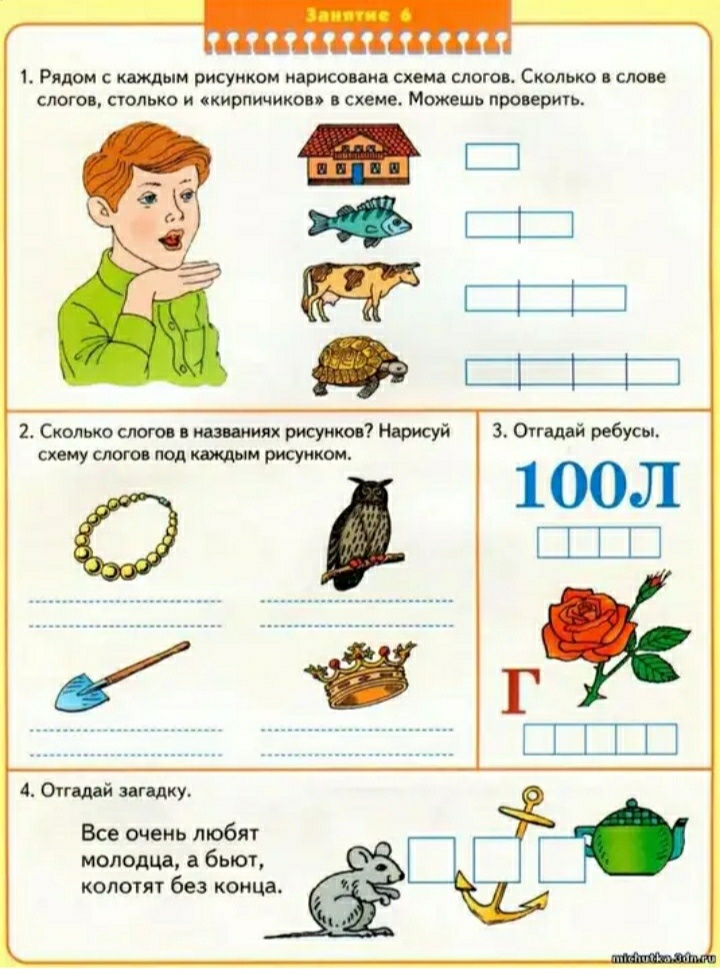 Занятие 6
1. Рядом с каждым рисунком нарисована схема слогов. Сколько в слове
слогов, столько и «кирпичиков» в схеме. Можешь проверить.
2. Сколько слогов в названиях рисунков? Нарисуй
схему слогов под каждым рисунком.
3. Отгадай ребусы.
100Л
Г
4. Отгадай загадку.
Все очень любят
молодца, а бьют,
колотят без конца.
michutka.3dn.ru